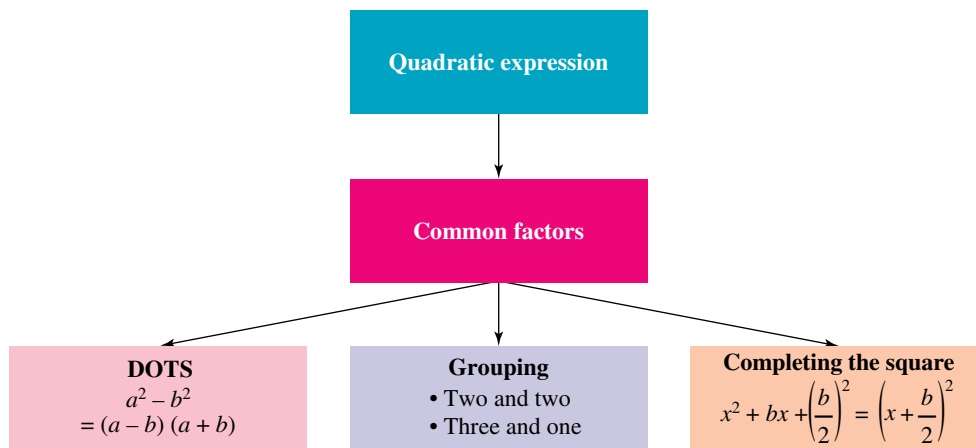 Quadratic expression
Common factors
DOTS
a² – b²
= (a – b) (a + b)
Grouping
• Two and two
• Three and one
Completing the square
x² + bx + (b/2)² = (x + b/2)²